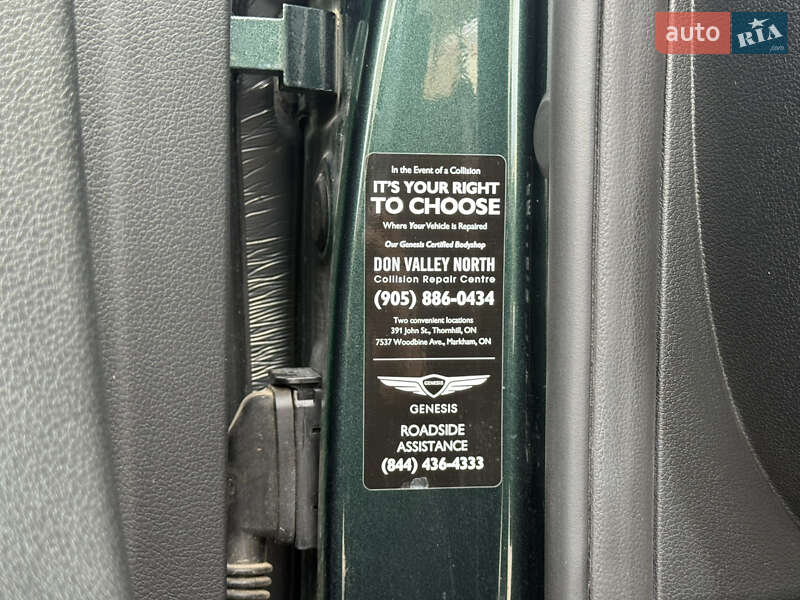 auto RIA
.com
In the Event of a Collision
IT'S YOUR RIGHT
TO CHOOSE
Where Your Vehicle is Repaired
Our Genesis Certified Bodyshop
DON VALLEY NORTH
Collision Repair Centre
(905) 886-0434
Two convenient locations
391 John St., Thornhill, ON
7537 Woodbine Ave., Markham, ON
GENESIS
GENESIS
ROADSIDE
ASSISTANCE
(844) 436-4333